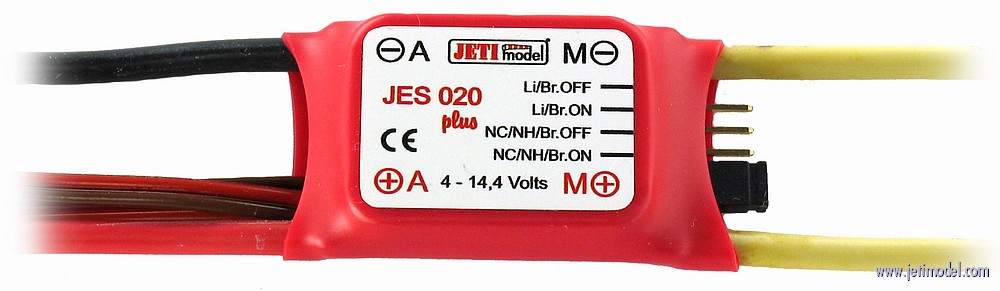 ⊖A JETI model M⊖
JES 020
plus
Li/Br.OFF
Li/Br.ON
NC/NH/Br.OFF
NC/NH/Br.ON
CE
⊕A 4 - 14,4 Volts M⊕
www.jetimodel.com